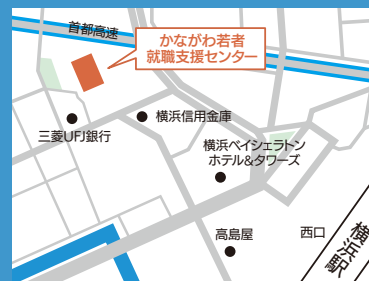 首都高速
かながわ若者
就職支援センター
横浜信用金庫
三菱UFJ銀行
横浜ベイシェラトン
ホテル&タワーズ
高島屋
西口
横浜駅